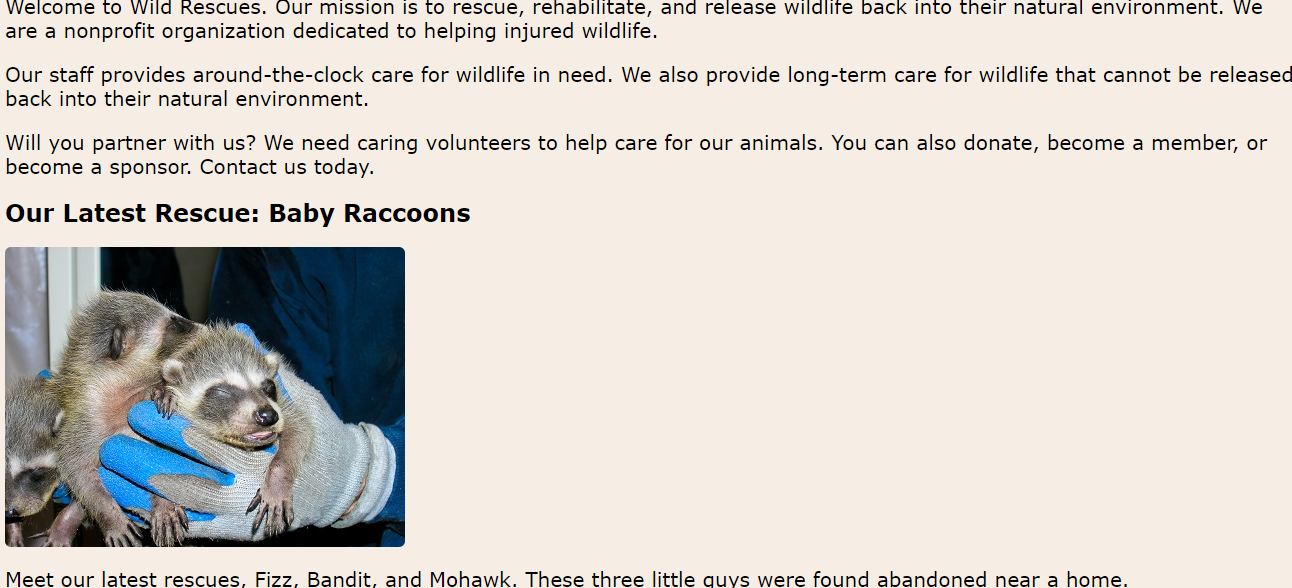 Welcome to Wild Rescues. Our mission is to rescue, rehabilitate, and release wildlife back into their natural environment. We
are a nonprofit organization dedicated to helping injured wildlife.
Our staff provides around-the-clock care for wildlife in need. We also provide long-term care for wildlife that cannot be released
back into their natural environment.
Will you partner with us? We need caring volunteers to help care for our animals. You can also donate, become a member, or
become a sponsor. Contact us today.
Our Latest Rescue: Baby Raccoons
Meet our latest rescues, Fizz, Bandit, and Mohawk. These three little guys were found abandoned near a home.